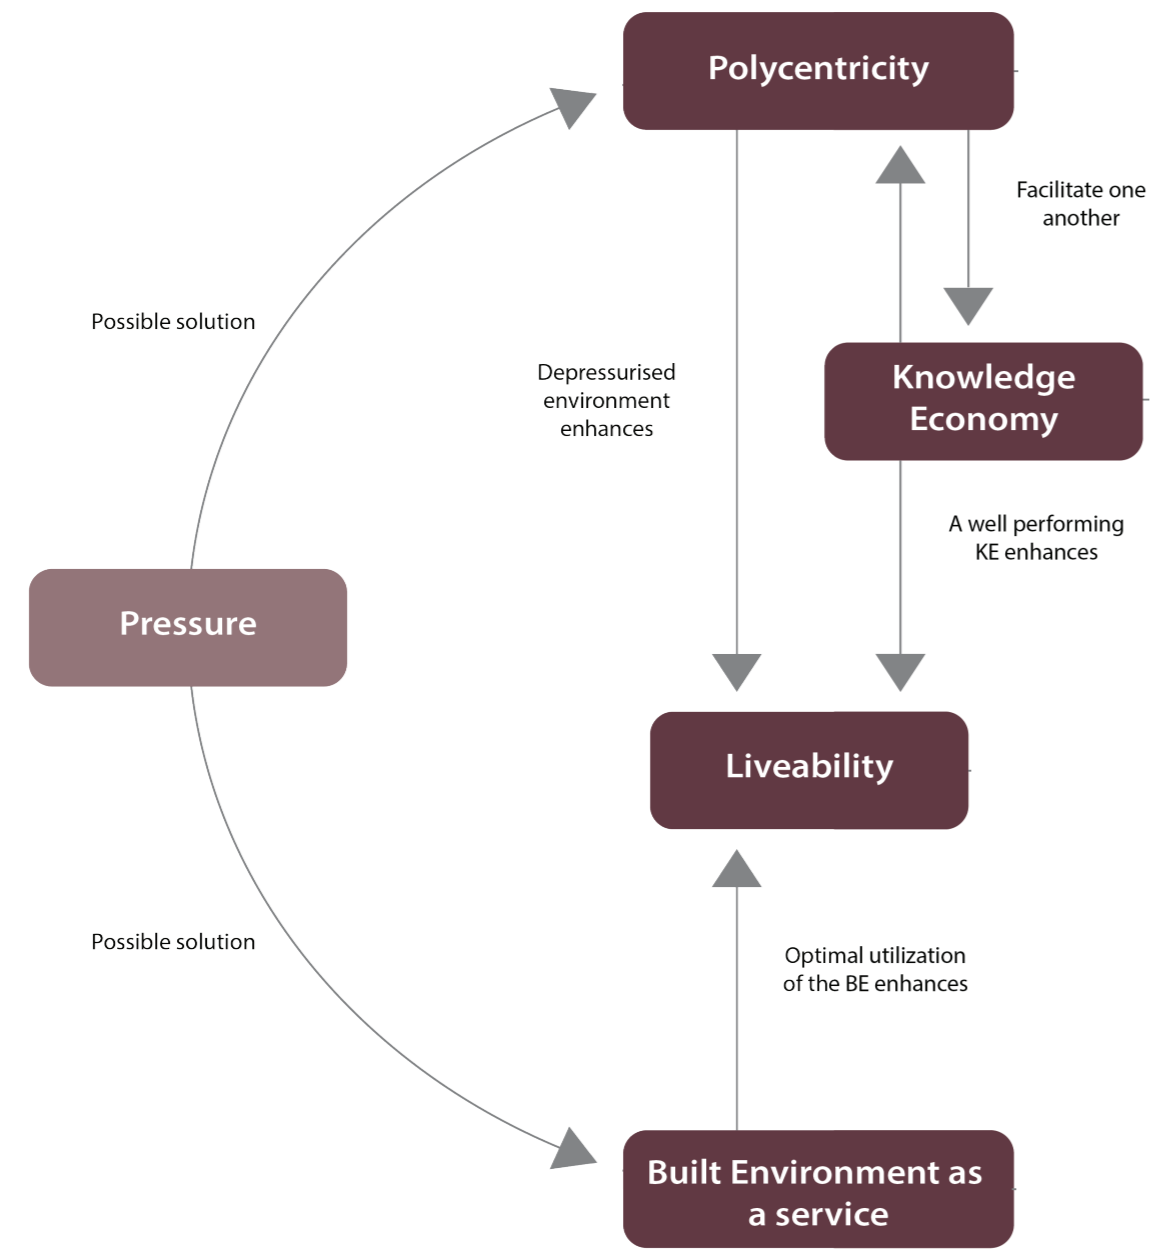 Polycentricity
Facilitate one
another
Possible solution
Depressurised
environment
enhances
Knowledge
Economy
A well performing
KE enhances
Pressure
Liveability
Possible solution
Optimal utilization
of the BE enhances
Built Environment as
a service